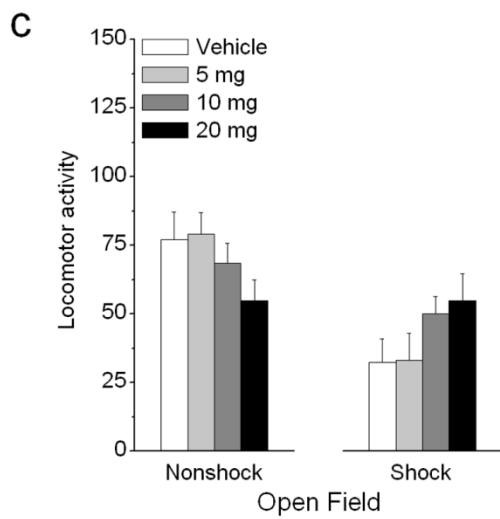 C
150
125
100
75
50
25
0
Locomotor activity
Vehicle
5 mg
10 mg
20 mg
Nonshock
Shock
Open Field